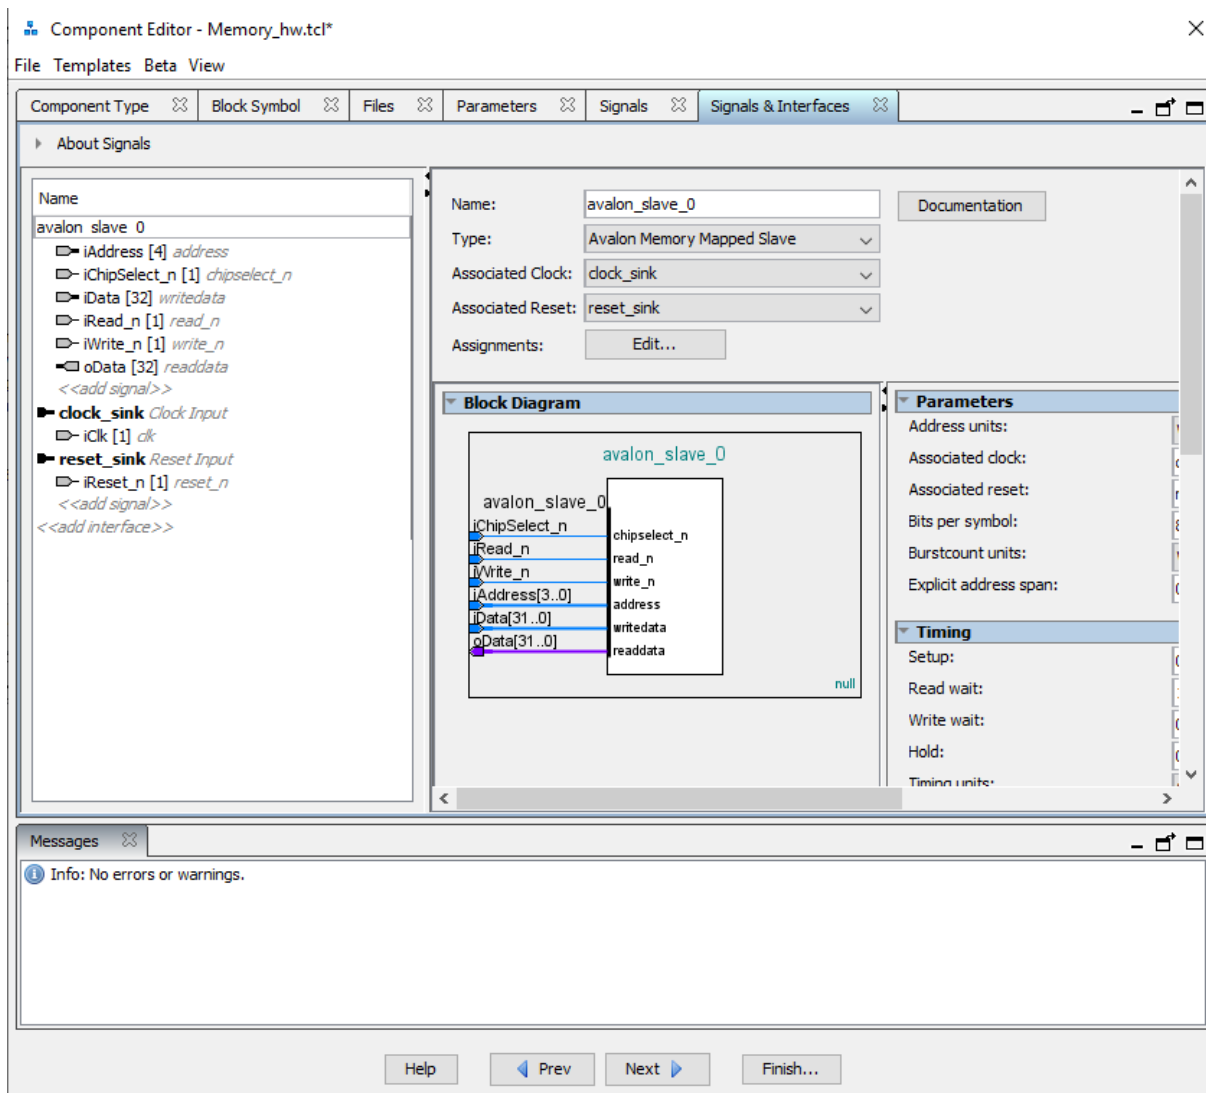 Component Editor - Memory_hw.tcl*
File Templates Beta View
Component Type Block Symbol Files Parameters Signals Signals & Interfaces
About Signals
Name
avalon_slave_0
iAddress [4] address
iChipSelect_n [1] chipselect_n
iData [32] writedata
iRead_n [1] read_n
iWrite_n [1] write_n
oData [32] readdata
<<add signal>>
clock_sink Clock Input
iClk [1] clk
reset_sink Reset Input
iReset_n [1] reset_n
<<add signal>>
<<add interface>>
Name: avalon_slave_0 Documentation
Type: Avalon Memory Mapped Slave
Associated Clock: clock_sink
Associated Reset: reset_sink
Assignments: Edit...
Block Diagram
avalon_slave_0
avalon_slave_0
iChipSelect_n chipselect_n
iRead_n read_n
iWrite_n write_n
iAddress[3..0] address
iData[31..0] writedata
oData[31..0] readdata
null
Parameters
Address units:
Associated clock:
Associated reset:
Bits per symbol:
Burstcount units:
Explicit address span:
Timing
Setup:
Read wait:
Write wait:
Hold:
Timing units:
Messages
Info: No errors or warnings.
Help Prev Next Finish...